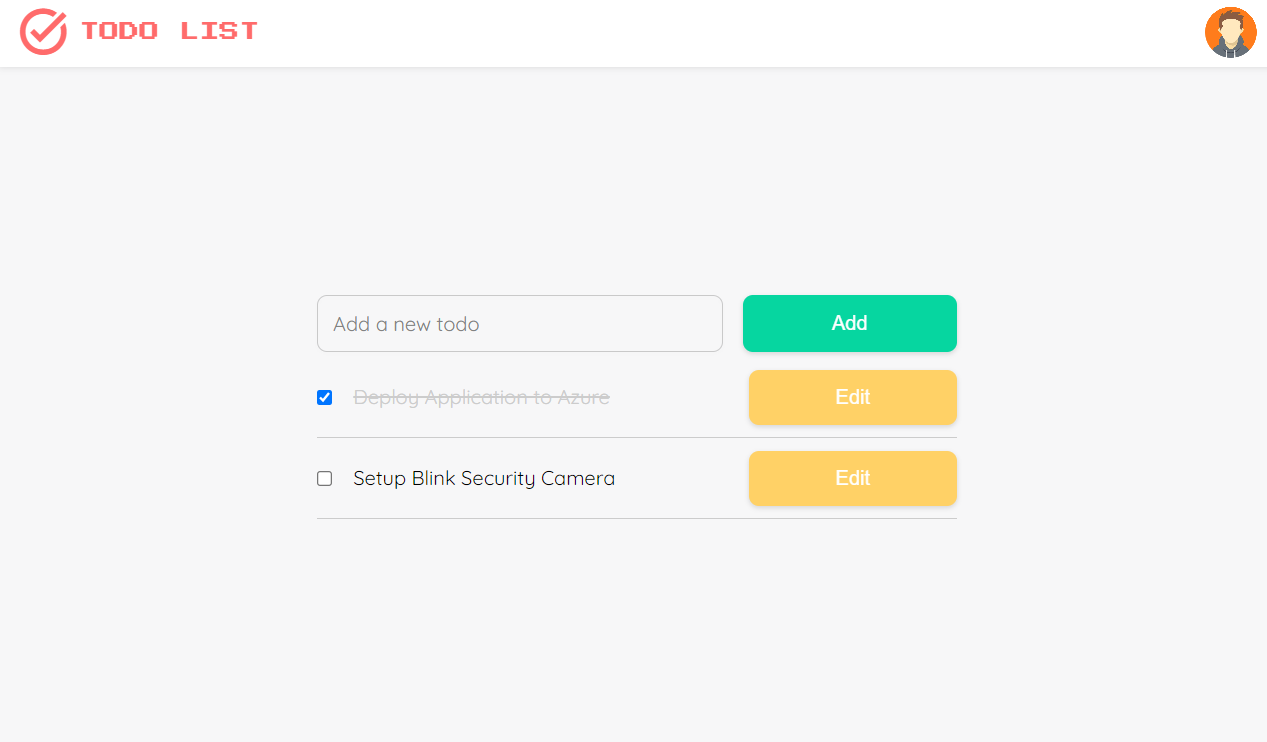 TODO LIST
Add a new todo
Add
Deploy Application to Azure
Edit
Setup Blink Security Camera
Edit